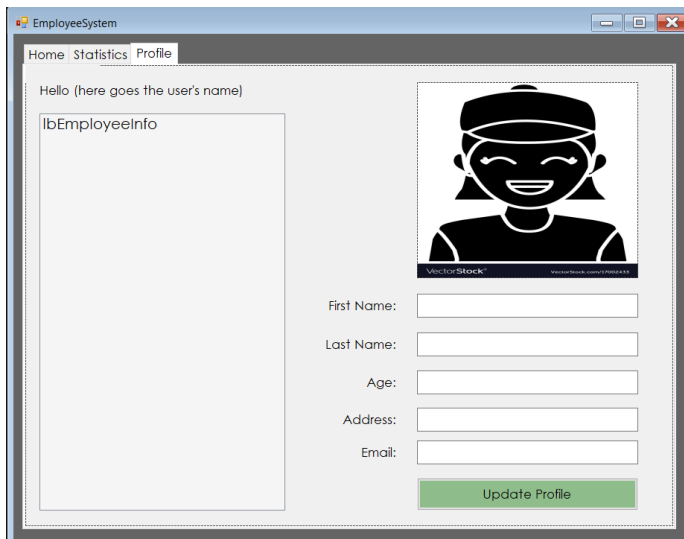 EmployeeSystem
Home Statistics Profile
Hello (here goes the user's name)
lbEmployeeInfo
VectorStock® VectorStock.com/17002433
First Name:
Last Name:
Age:
Address:
Email:
Update Profile